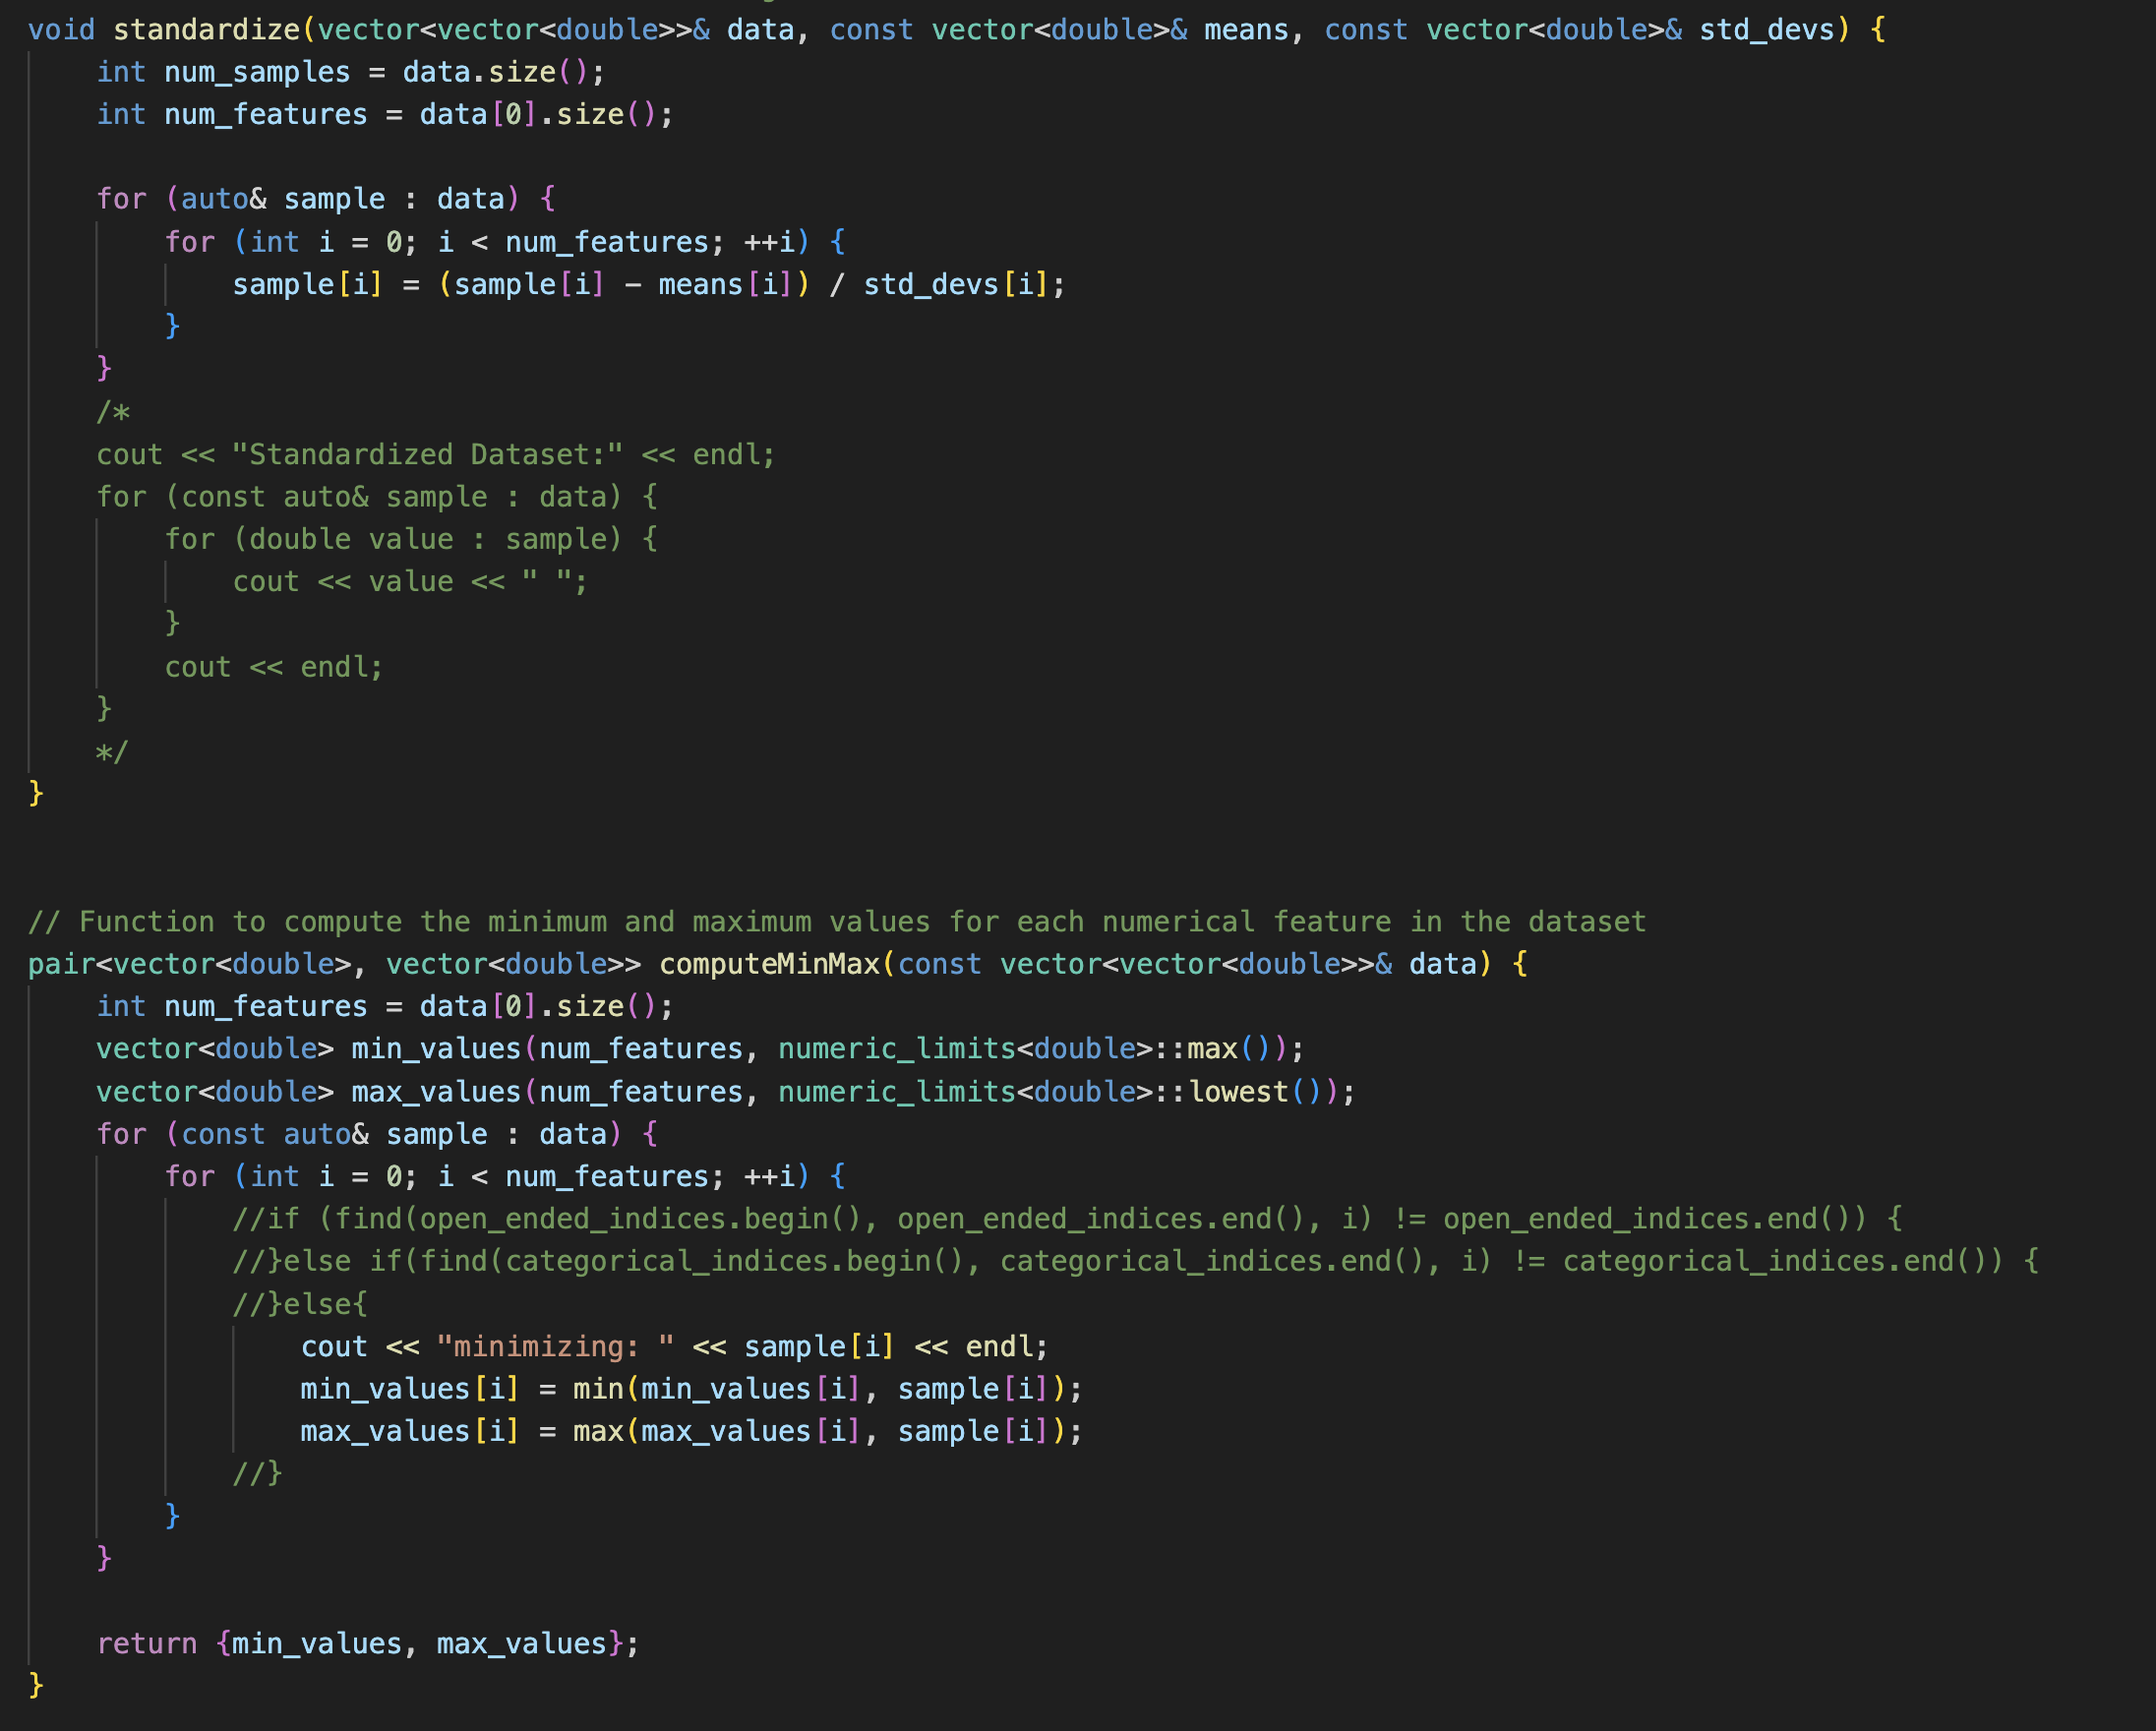 void standardize(vector<vector<double>>& data, const vector<double>& means, const vector<double>& std_devs) {
    int num_samples = data.size();
    int num_features = data[0].size();

    for (auto& sample : data) {
        for (int i = 0; i < num_features; ++i) {
            sample[i] = (sample[i] - means[i]) / std_devs[i];
        }
    }
    /*
    cout << "Standardized Dataset:" << endl;
    for (const auto& sample : data) {
        for (double value : sample) {
            cout << value << " ";
        }
        cout << endl;
    }
    */
}

// Function to compute the minimum and maximum values for each numerical feature in the dataset
pair<vector<double>, vector<double>> computeMinMax(const vector<vector<double>>& data) {
    int num_features = data[0].size();
    vector<double> min_values(num_features, numeric_limits<double>::max());
    vector<double> max_values(num_features, numeric_limits<double>::lowest());
    for (const auto& sample : data) {
        for (int i = 0; i < num_features; ++i) {
            //if (find(open_ended_indices.begin(), open_ended_indices.end(), i) != open_ended_indices.end()) {
            //}else if(find(categorical_indices.begin(), categorical_indices.end(), i) != categorical_indices.end()) {
            //}else{
                cout << "minimizing: " << sample[i] << endl;
                min_values[i] = min(min_values[i], sample[i]);
                max_values[i] = max(max_values[i], sample[i]);
            //}
        }
    }

    return {min_values, max_values};
}